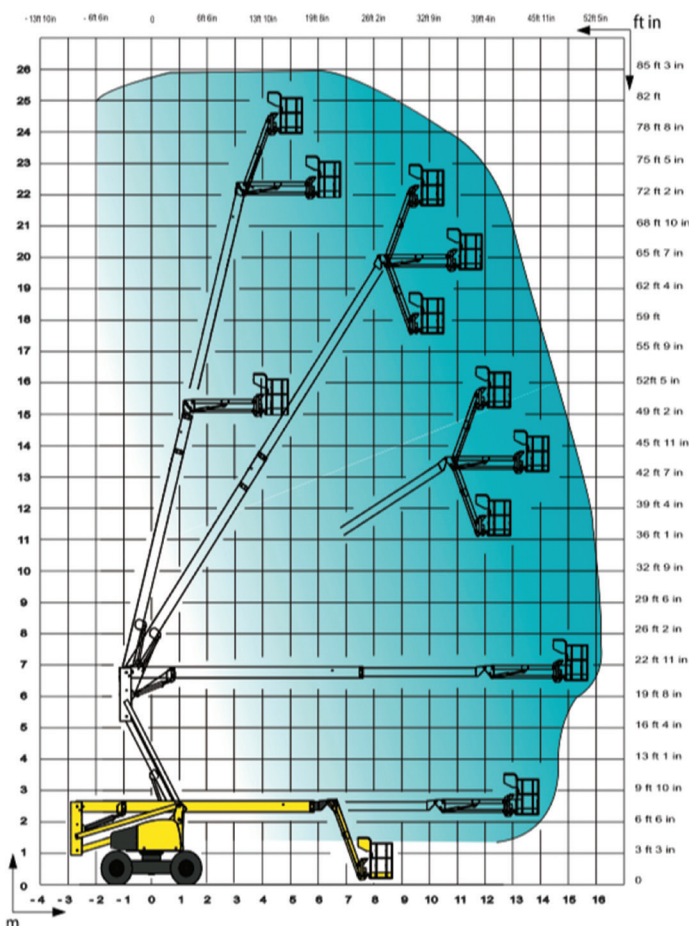 -13ft 10in -6ft 6in 0 6ft 6in 13ft 10in 19ft 8in 26ft 2in 32ft 9in 39ft 4in 45ft 11in 52ft 5in
ft in
26 85 ft 3 in
25 82 ft
24 78 ft 8 in
23 75 ft 5 in
22 72 ft 2 in
21 68 ft 10 in
20 65 ft 7 in
19 62 ft 4 in
18 59 ft
17 55 ft 9 in
16 52ft 5 in
15 49 ft 2 in
14 45 ft 11 in
13 42 ft 7 in
12 39 ft 4 in
11 36 ft 1 in
10 32 ft 9 in
9 29 ft 6 in
8 26 ft 2 in
7 22 ft 11 in
6 19 ft 8 in
5 16 ft 4 in
4 13 ft 1 in
3 9 ft 10 in
2 6 ft 6 in
1 3 ft 3 in
0 0
-4 -3 -2 -1 0 1 2 3 4 5 6 7 8 9 10 11 12 13 14 15 16
m